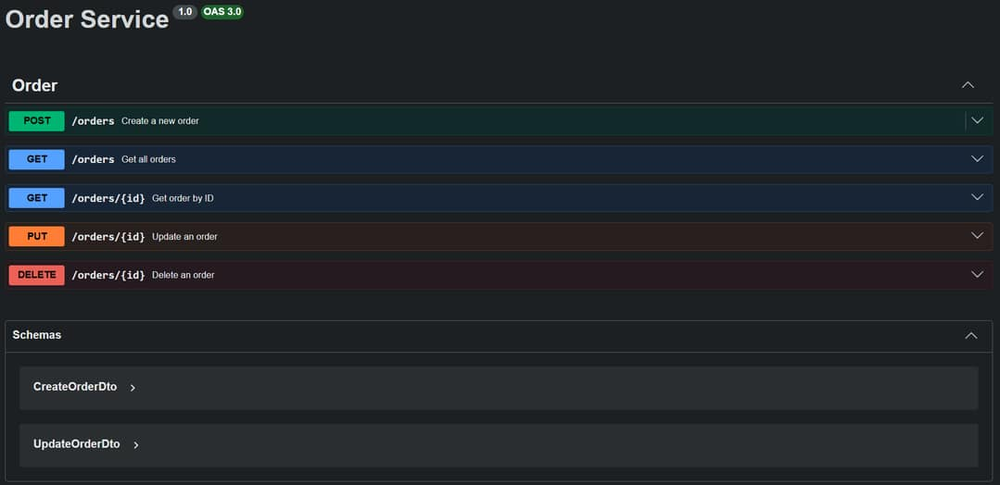 Order Service 1.0 OAS 3.0
Order
POST /orders Create a new order
GET /orders Get all orders
GET /orders/{id} Get order by ID
PUT /orders/{id} Update an order
DELETE /orders/{id} Delete an order
Schemas
CreateOrderDto
UpdateOrderDto